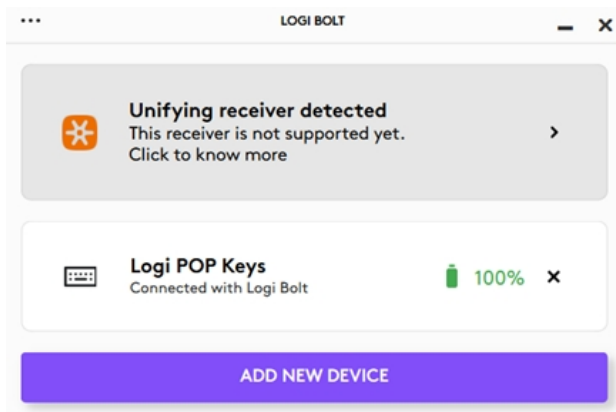 LOGI BOLT
Unifying receiver detected
This receiver is not supported yet.
Click to know more
Logi POP Keys
Connected with Logi Bolt
100%
ADD NEW DEVICE